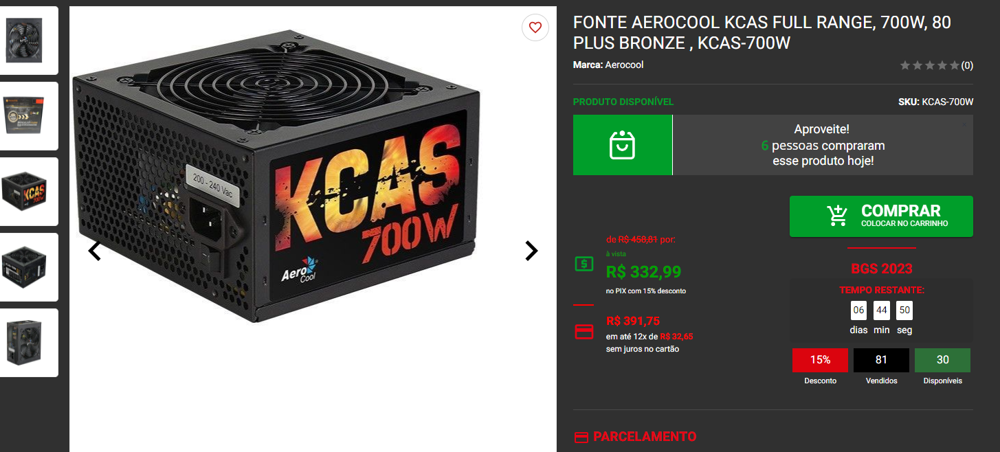 200 - 240 Vac
KCAS
700W
Aero
Cool
FONTE AEROCOOL KCAS FULL RANGE, 700W, 80
PLUS BRONZE , KCAS-700W
Marca: Aerocool
(0)
PRODUTO DISPONÍVEL
SKU: KCAS-700W
Aproveite!
6 pessoas compraram
esse produto hoje!
COMPRAR
COLOCAR NO CARRINHO
de R$ 458,81 por:
à vista
R$ 332,99
no PIX com 15% desconto
R$ 391,75
em até 12x de R$ 32,65
sem juros no cartão
BGS 2023
TEMPO RESTANTE:
06 44 50
dias min seg
15% 81 30
Desconto Vendidos Disponíveis
PARCELAMENTO